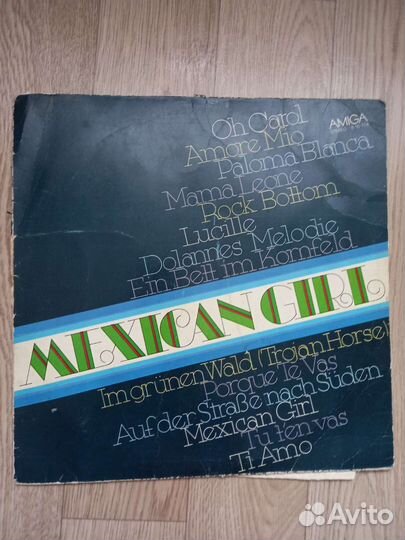 AMIGA
Oh Carol
Amore Mio
Paloma Blanca
Mama Leone
Rock Bottom
Lucille
Dolannes Melodie
Ein Bett im Kornfeld
MEXICAN GIRL
Im grünen Wald (Trojan Horse)
Porque Te Vas
Auf der Straße nach Süden
Mexican Girl
Tu t'en vas
Ti Amo
Avito